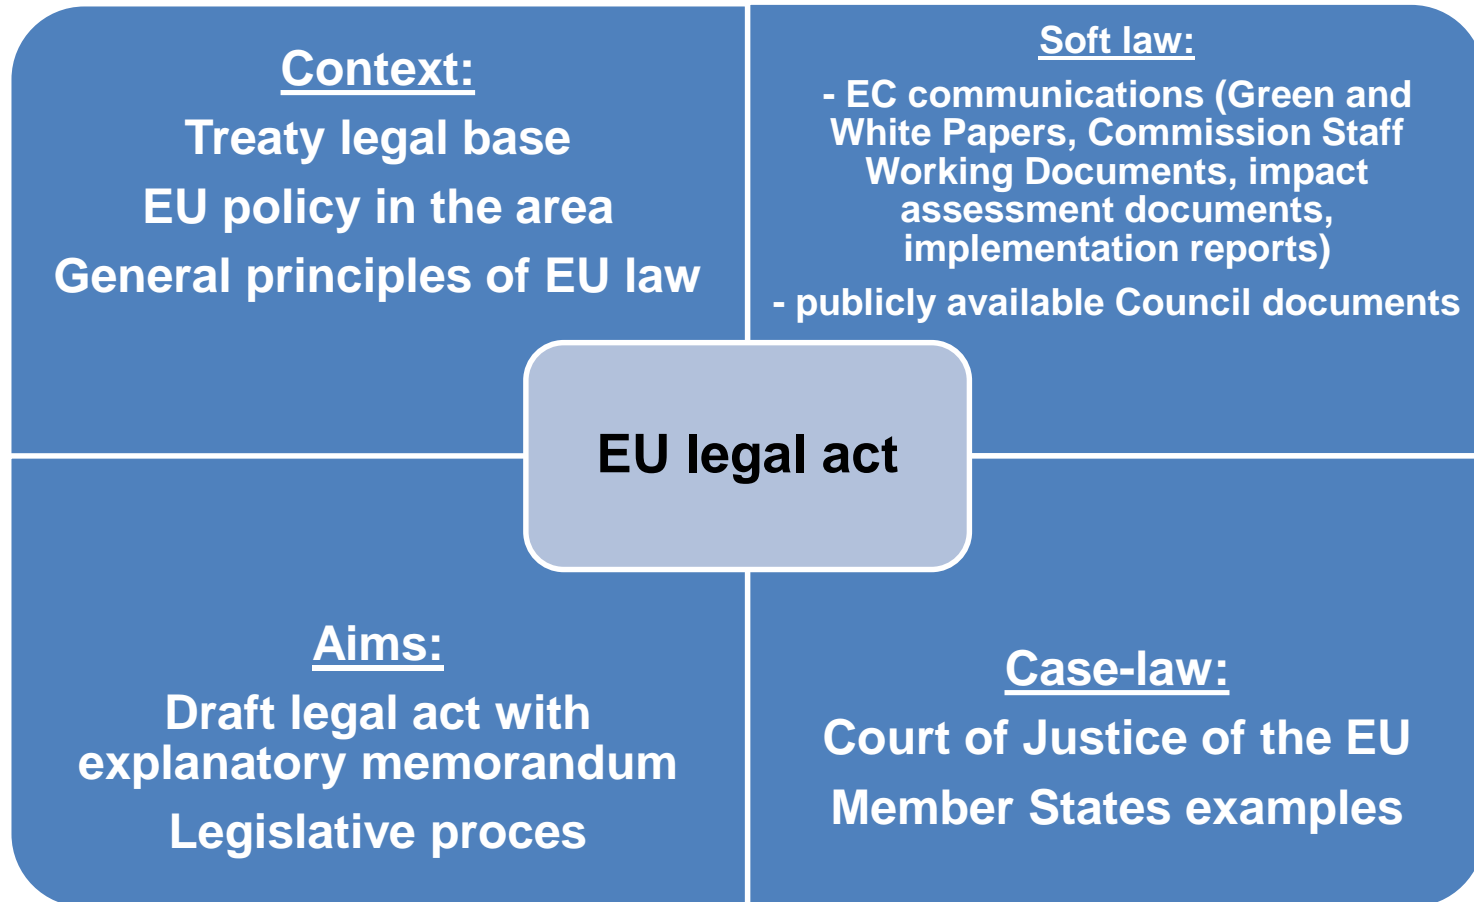 Context:
Treaty legal base
EU policy in the area
General principles of EU law
Soft law:
- EC communications (Green and
White Papers, Commission Staff
Working Documents, impact
assessment documents,
implementation reports)
- publicly available Council documents
EU legal act
Aims:
Draft legal act with
explanatory memorandum
Legislative proces
Case-law:
Court of Justice of the EU
Member States examples